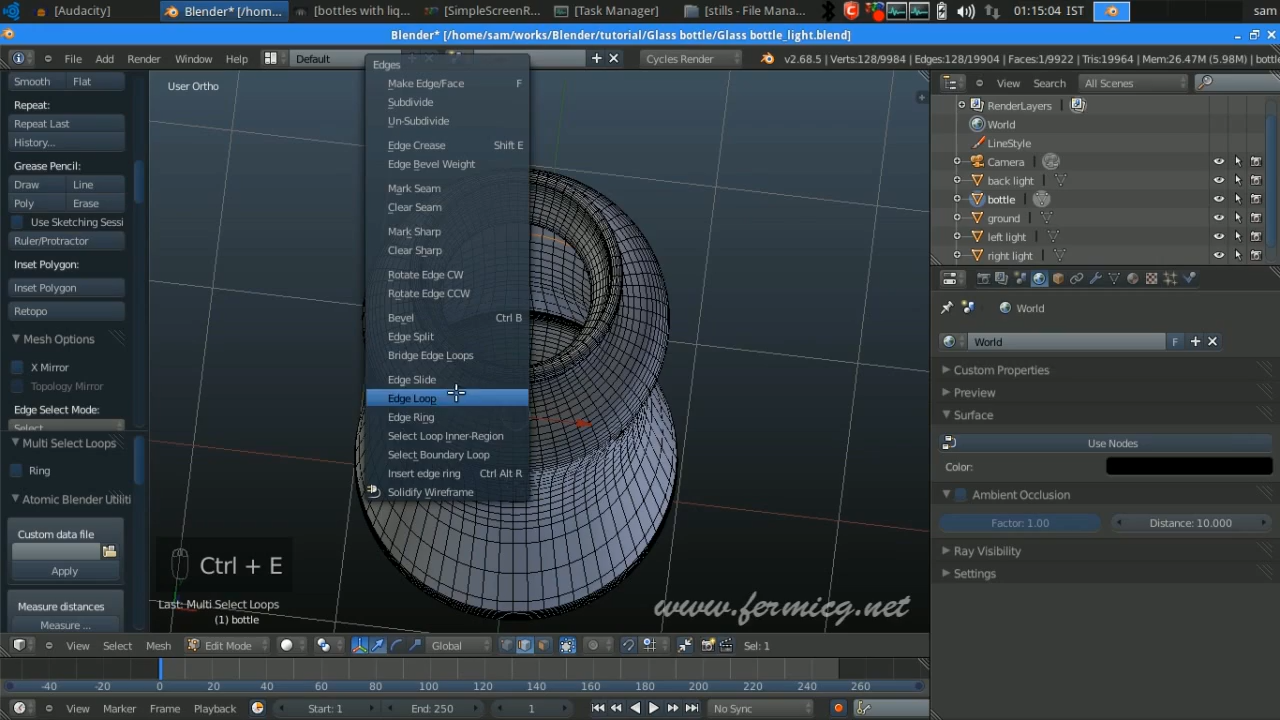 [Audacity]
Blender* [/hom...
[bottles with liq...
[SimpleScreenR...
[Task Manager]
[stills - File Mana...
01:15:04 IST
sam
Blender* [/home/sam/works/Blender/tutorial/Glass bottle/Glass bottle_light.blend]
File Add Render Window Help
Default
Cycles Render
v2.68.5 | Verts:128/9984 | Edges:128/19904 | Faces:1/9922 | Tris:19964 | Mem:26.47M (5.98M) | bottle
Smooth Flat
Repeat:
Repeat Last
History...
Grease Pencil:
Draw Line
Poly Erase
Use Sketching Sessi
Ruler/Protractor
Inset Polygon:
Inset Polygon
Retopo
Mesh Options
X Mirror
Topology Mirror
Edge Select Mode:
Select
Multi Select Loops
Ring
Atomic Blender Utiliti
Custom data file
Apply
Measure distances
Measure ...
User Ortho
Edges
Make Edge/Face F
Subdivide
Un-Subdivide
Edge Crease Shift E
Edge Bevel Weight
Mark Seam
Clear Seam
Mark Sharp
Clear Sharp
Rotate Edge CW
Rotate Edge CCW
Bevel Ctrl B
Edge Split
Bridge Edge Loops
Edge Slide
Edge Loop
Edge Ring
Select Loop Inner-Region
Select Boundary Loop
Insert edge ring Ctrl Alt R
Solidify Wireframe
Ctrl + E
Last: Multi Select Loops
(1) bottle
www.fermicg.net
View Search All Scenes
RenderLayers
World
LineStyle
Camera
back light
bottle
ground
left light
right light
World
World F
Custom Properties
Preview
Surface
Use Nodes
Color:
Ambient Occlusion
Factor: 1.00 Distance: 10.000
Ray Visibility
Settings
View Select Mesh Edit Mode Global Sel: 1
-40 -20 0 20 40 60 80 100 120 140 160 180 200 220 240 260
View Marker Frame Playback Start: 1 End: 250 1 No Sync